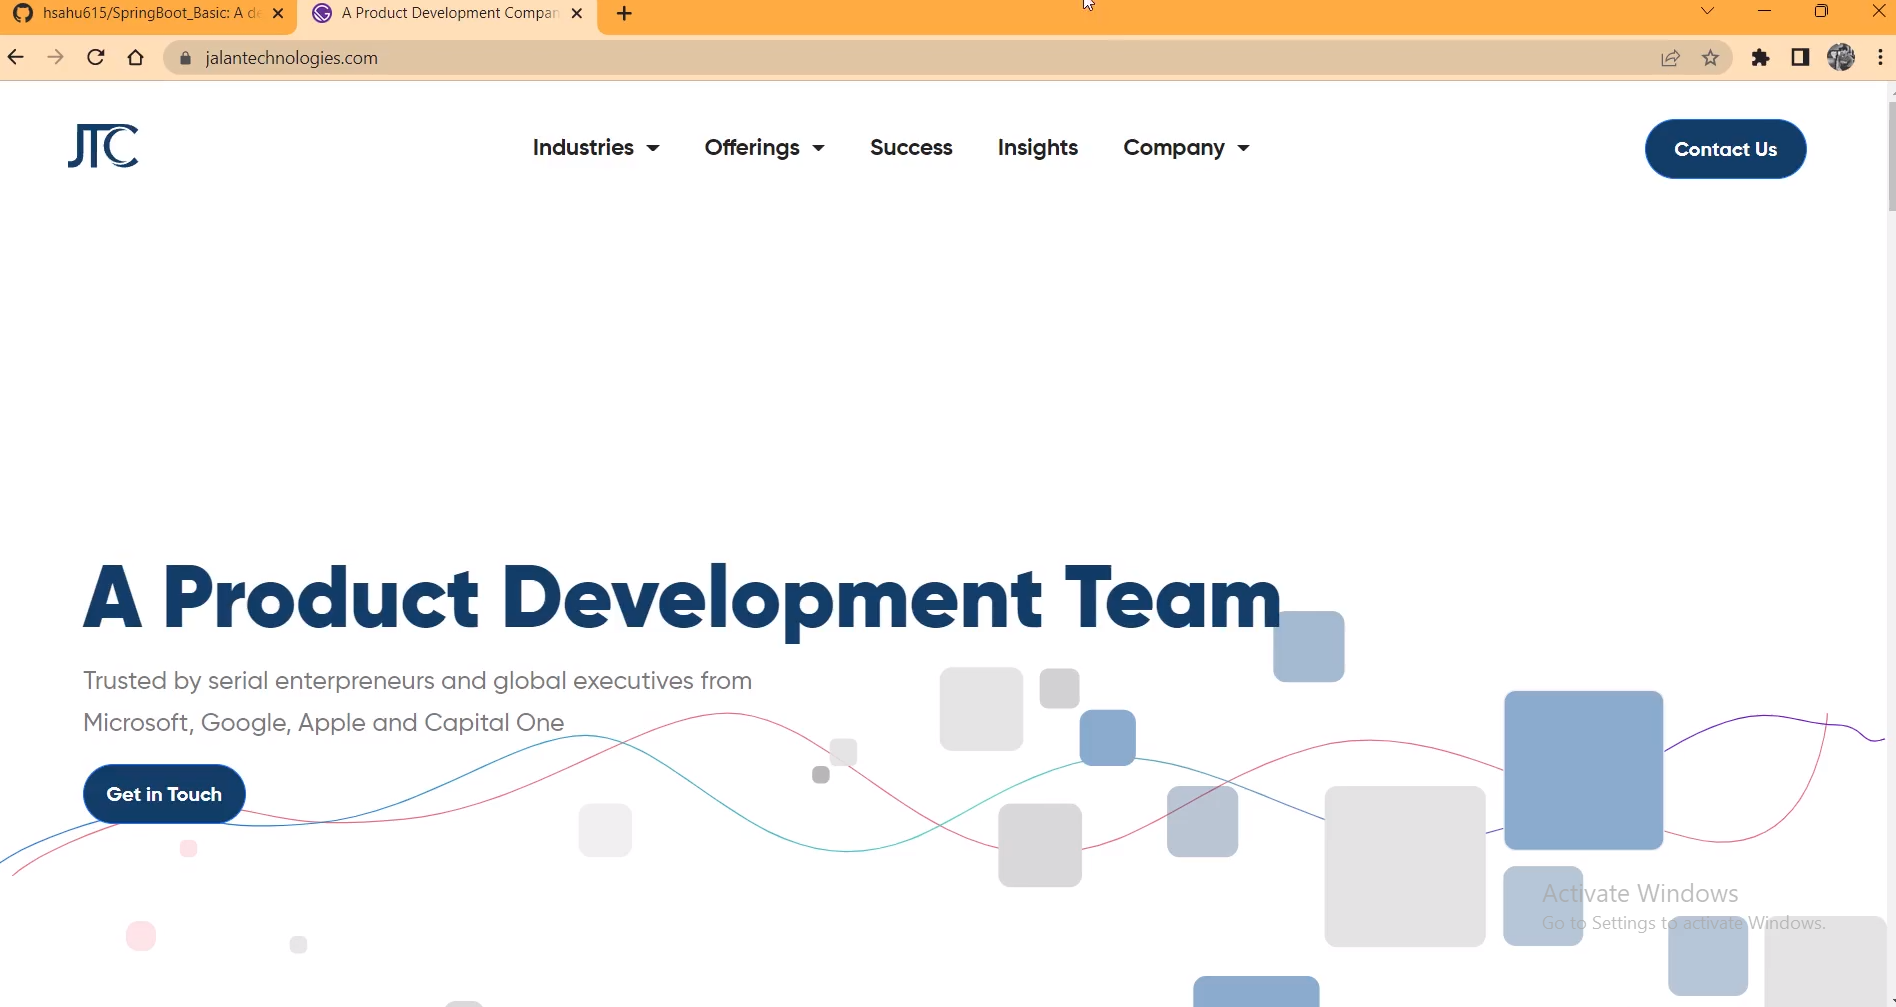 hsahu615/SpringBoot_Basic: A de
A Product Development Compan
jalantechnologies.com
JTC
Industries
Offerings
Success
Insights
Company
Contact Us
A Product Development Team
Trusted by serial enterpreneurs and global executives from
Microsoft, Google, Apple and Capital One
Get in Touch
Activate Windows
Go to Settings to activate Windows.